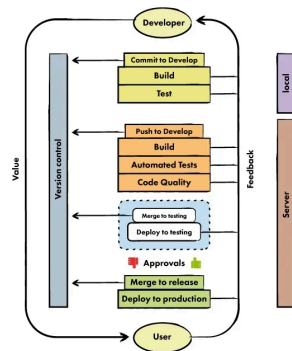 Developer
Commit to Develop
Build
Test
local
Push to Develop
Build
Automated Tests
Code Quality
Value
Version control
Feedback
Server
Merge to testing
Deploy to testing
Approvals
Merge to release
Deploy to production
User